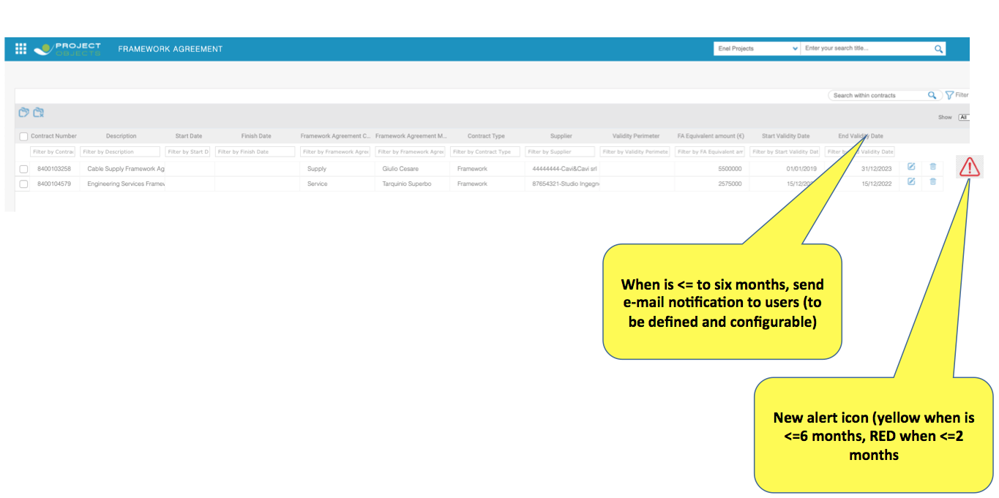 PROJECT
OBJECTS
FRAMEWORK AGREEMENT
Enel Projects
Enter your search title...
Search within contracts
Filter
Show All
Contract Number Description Start Date Finish Date Framework Agreement C... Framework Agreement M... Contract Type Supplier Validity Perimeter FA Equivalent amount (€) Start Validity Date End Validity Date
Filter by Contrac Filter by Description Filter by Start D Filter by Finish Date Filter by Framework Agree Filter by Framework Agree Filter by Contract Type Filter by Supplier Filter by Validity Perimete Filter by FA Equivalent am Filter by Start Validity Dat Filter by End Validity Date
8400103258 Cable Supply Framework Ag Supply Giulio Cesare Framework 44444444-Cavi&Cavi srl 5500000 01/01/2019 31/12/2023
8400104579 Engineering Services Framew Service Tarquinio Superbo Framework 87654321-Studio Ingegn 2575000 15/12/20 15/12/2022
When is <= to six months, send
e-mail notification to users (to
be defined and configurable)
New alert icon (yellow when is
<=6 months, RED when <=2
months